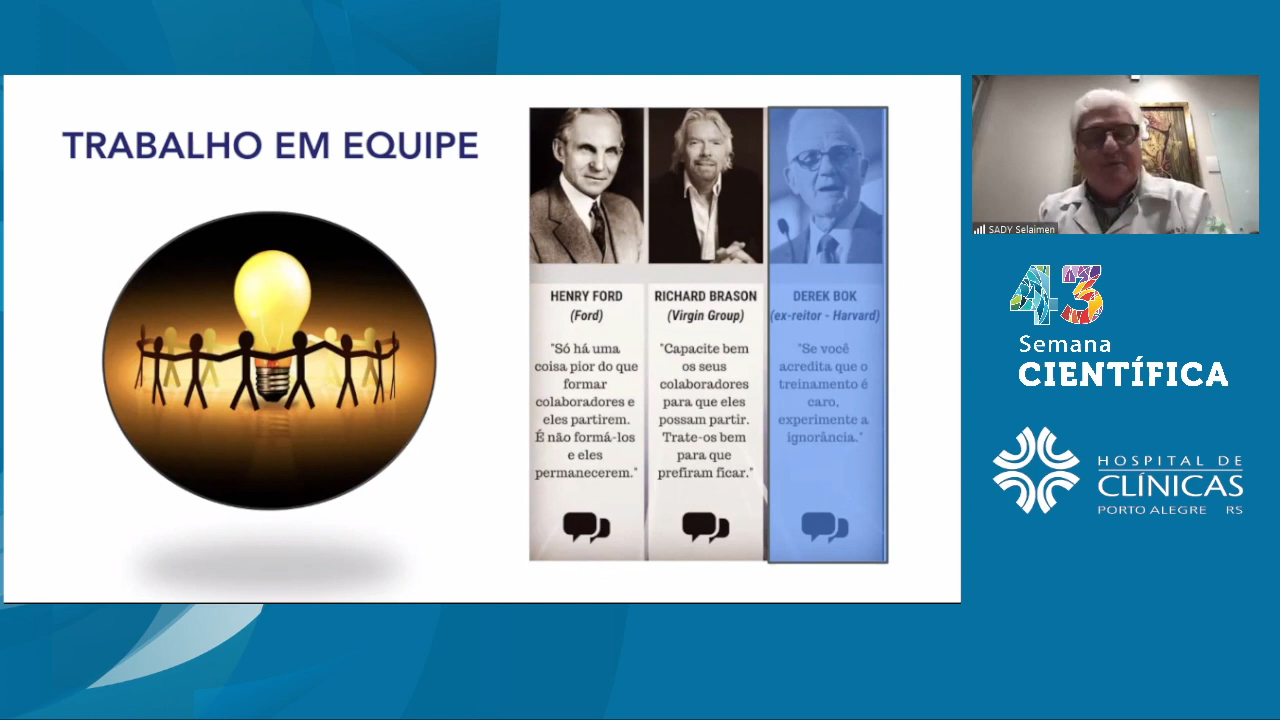 TRABALHO EM EQUIPE
HENRY FORD
(Ford)
"Só há uma
coisa pior do que
formar
colaboradores e
eles partirem.
É não formá-los
e eles
permanecerem."
RICHARD BRASON
(Virgin Group)
"Capacite bem
os seus
colaboradores
para que eles
possam partir.
Trate-os bem
para que
prefiram ficar."
DEREK BOK
(ex-reitor - Harvard)
"Se você
acredita que o
treinamento é
caro,
experimente a
ignorância."
SADY Selaimen
43
Semana
CIENTÍFICA
HOSPITAL DE
CLÍNICAS
PORTO ALEGRE RS